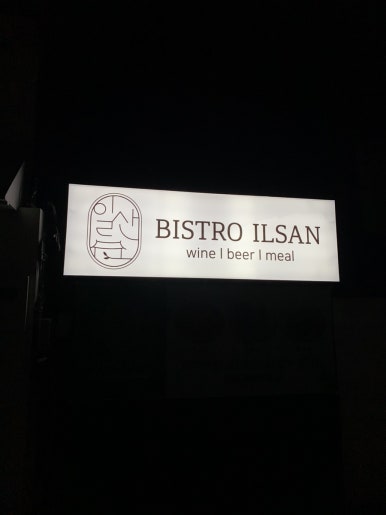 BISTRO ILSAN
wine | beer | meal